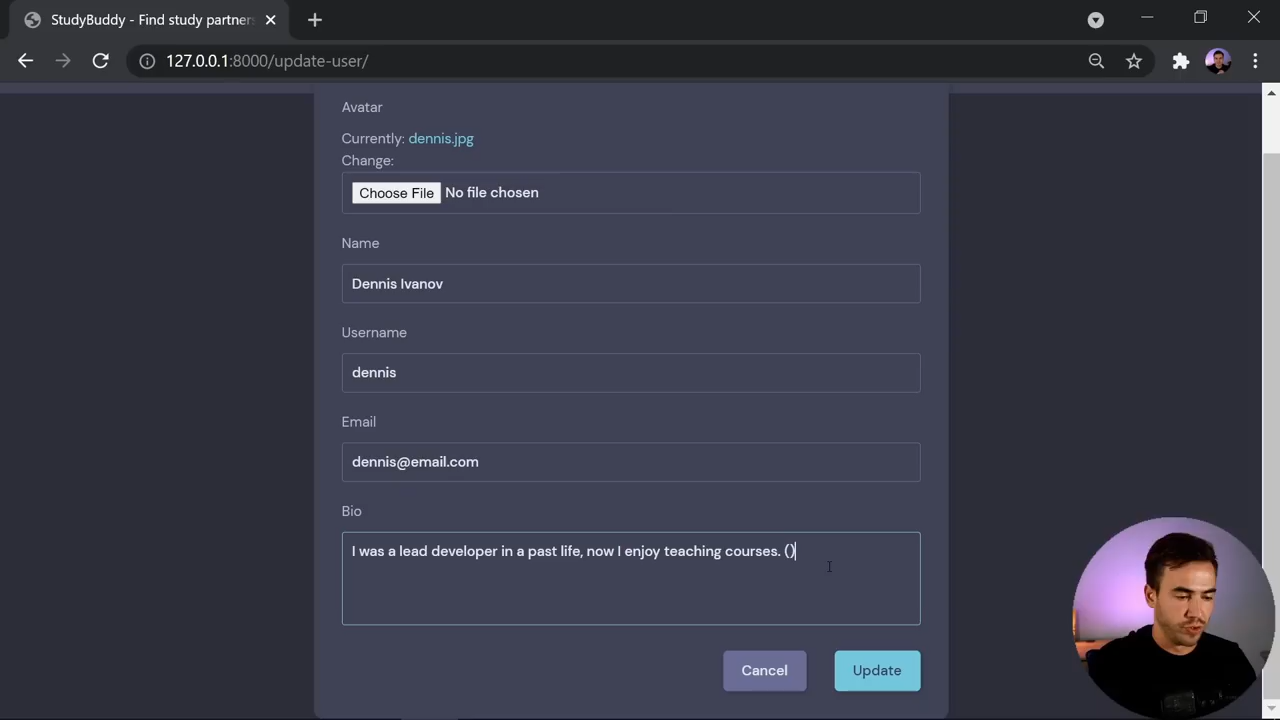 StudyBuddy - Find study partner
127.0.0.1:8000/update-user/
Avatar
Currently: dennis.jpg
Change:
Choose File No file chosen
Name
Dennis Ivanov
Username
dennis
Email
dennis@email.com
Bio
I was a lead developer in a past life, now I enjoy teaching courses. ()
Cancel Update